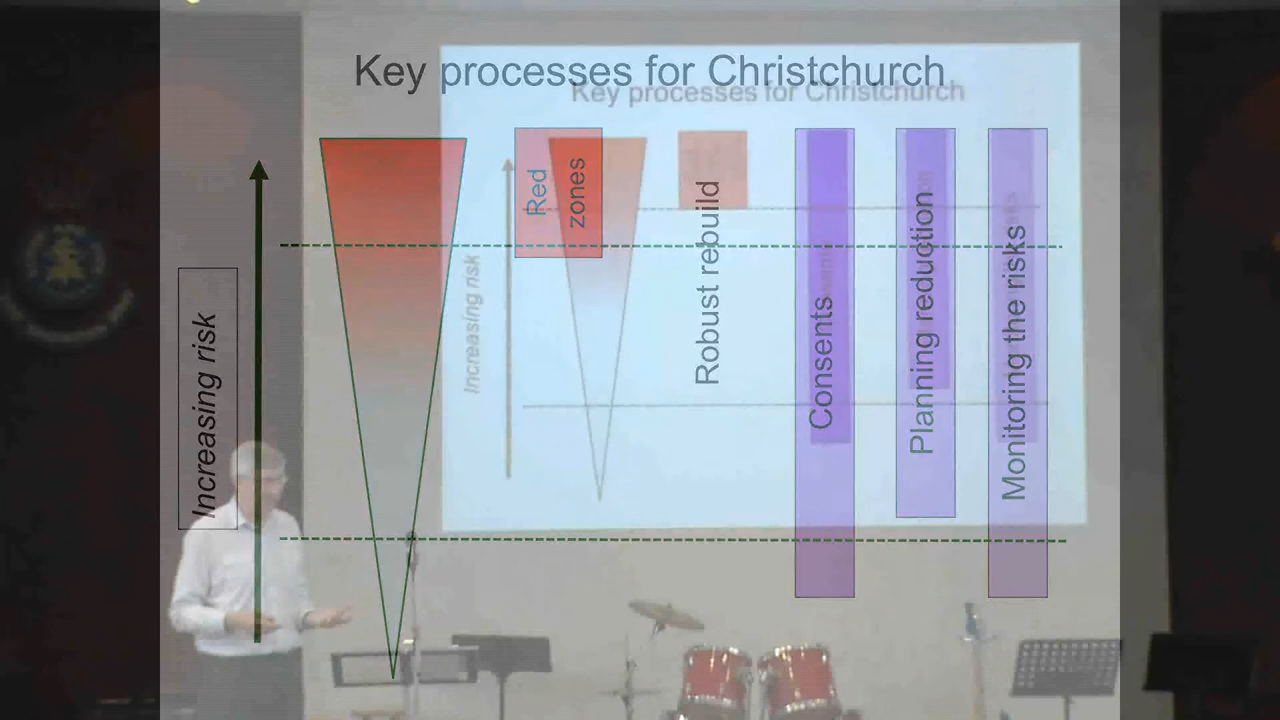 Key processes for Christchurch
Key processes for Christchurch
Increasing risk
Increasing risk
Red
zones
Robust rebuild
Consents
Planning reduction
Monitoring the risks